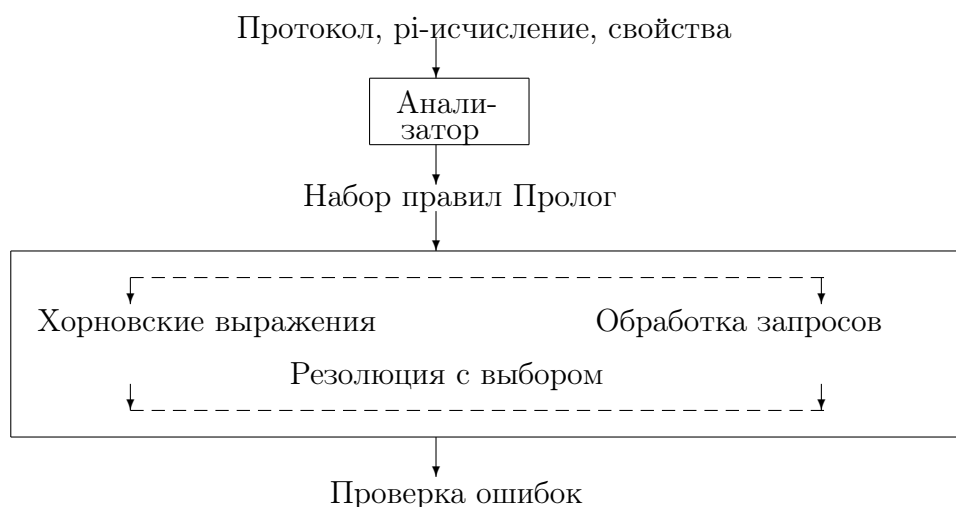 Протокол, pi-исчисление, свойства
Анали-
затор
Набор правил Пролог
Хорновские выражения
Обработка запросов
Резолюция с выбором
Проверка ошибок